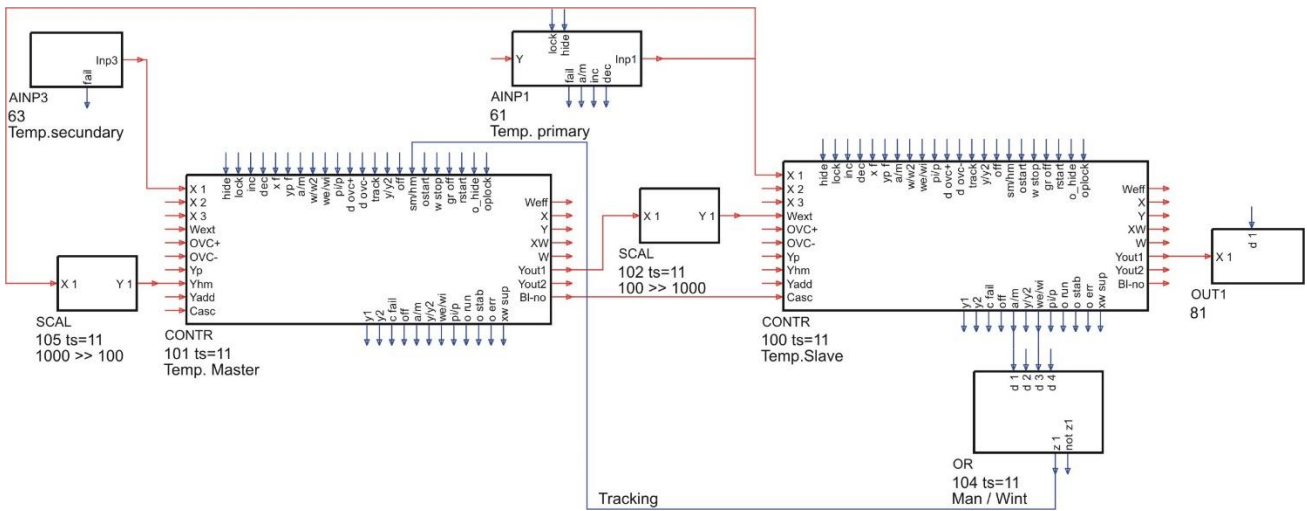 lock
hide
Inp3
fail
AINP3
63
Temp.secundary
Y
Inp1
fail
a/m
inc
dec
AINP1
61
Temp. primary
hide
lock
inc
dec
x f
yp f
a/m
w/w2
we/wi
pi/p
d ovc+
d ovc-
track
y/y2
off
sm/hm
ostart
w stop
gr off
rstart
o_hide
oplock
X 1
X 2
X 3
Wext
OVC+
OVC-
Yp
Yhm
Yadd
Casc
Weff
X
Y
XW
W
Yout1
Yout2
Bl-no
y1
y2
c fail
off
a/m
y/y2
we/wi
pi/p
o run
o stab
o err
xw sup
CONTR
101 ts=11
Temp. Master
X 1
Y 1
SCAL
105 ts=11
1000 >> 100
X 1
Y 1
SCAL
102 ts=11
100 >> 1000
hide
lock
inc
dec
x f
yp f
a/m
w/w2
we/wi
pi/p
d ovc+
d ovc-
track
y/y2
off
sm/hm
ostart
w stop
gr off
rstart
o_hide
oplock
X 1
X 2
X 3
Wext
OVC+
OVC-
Yp
Yhm
Yadd
Casc
Weff
X
Y
XW
W
Yout1
Yout2
Bl-no
y1
y2
c fail
off
a/m
y/y2
we/wi
pi/p
o run
o stab
o err
xw sup
CONTR
100 ts=11
Temp.Slave
d 1
X 1
OUT1
81
d 1
d 2
d 3
d 4
z 1
not z1
OR
104 ts=11
Man / Wint
Tracking